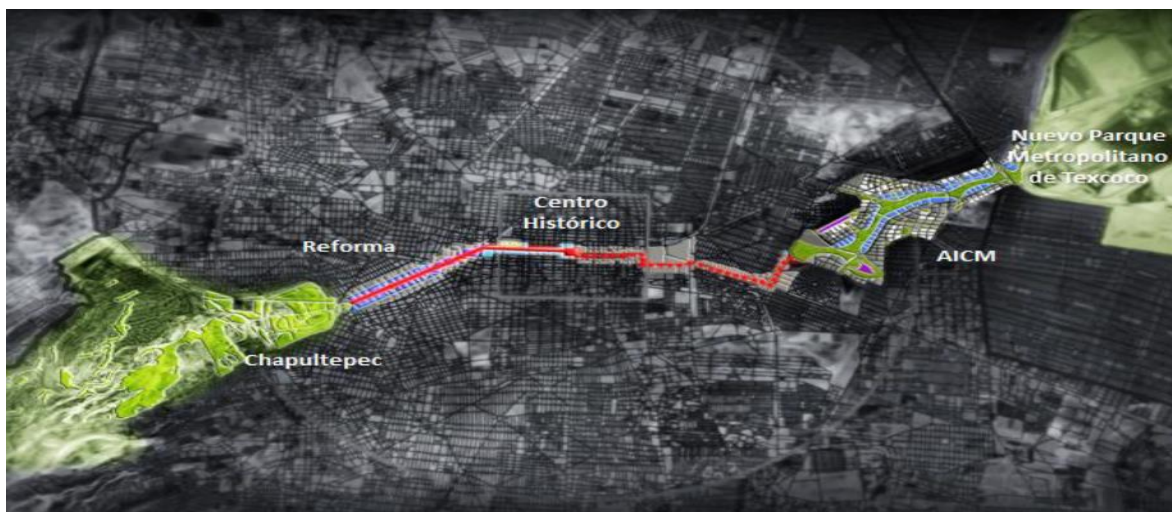 Nuevo Parque
Metropolitano
de Texcoco
Centro
Histórico
Reforma
AICM
Chapultepec